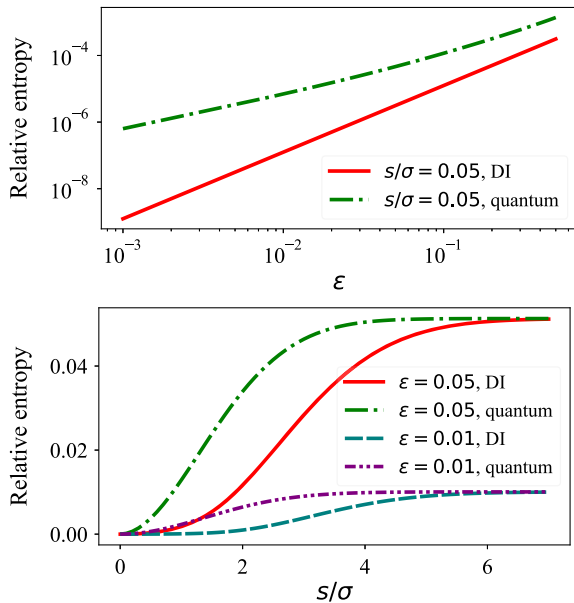 Relative entropy
10⁻⁴
10⁻⁶
10⁻⁸
s/σ = 0.05, DI
s/σ = 0.05, quantum
10⁻³
10⁻²
10⁻¹
ε
Relative entropy
0.04
0.02
0.00
ε = 0.05, DI
ε = 0.05, quantum
ε = 0.01, DI
ε = 0.01, quantum
0
2
4
6
s/σ